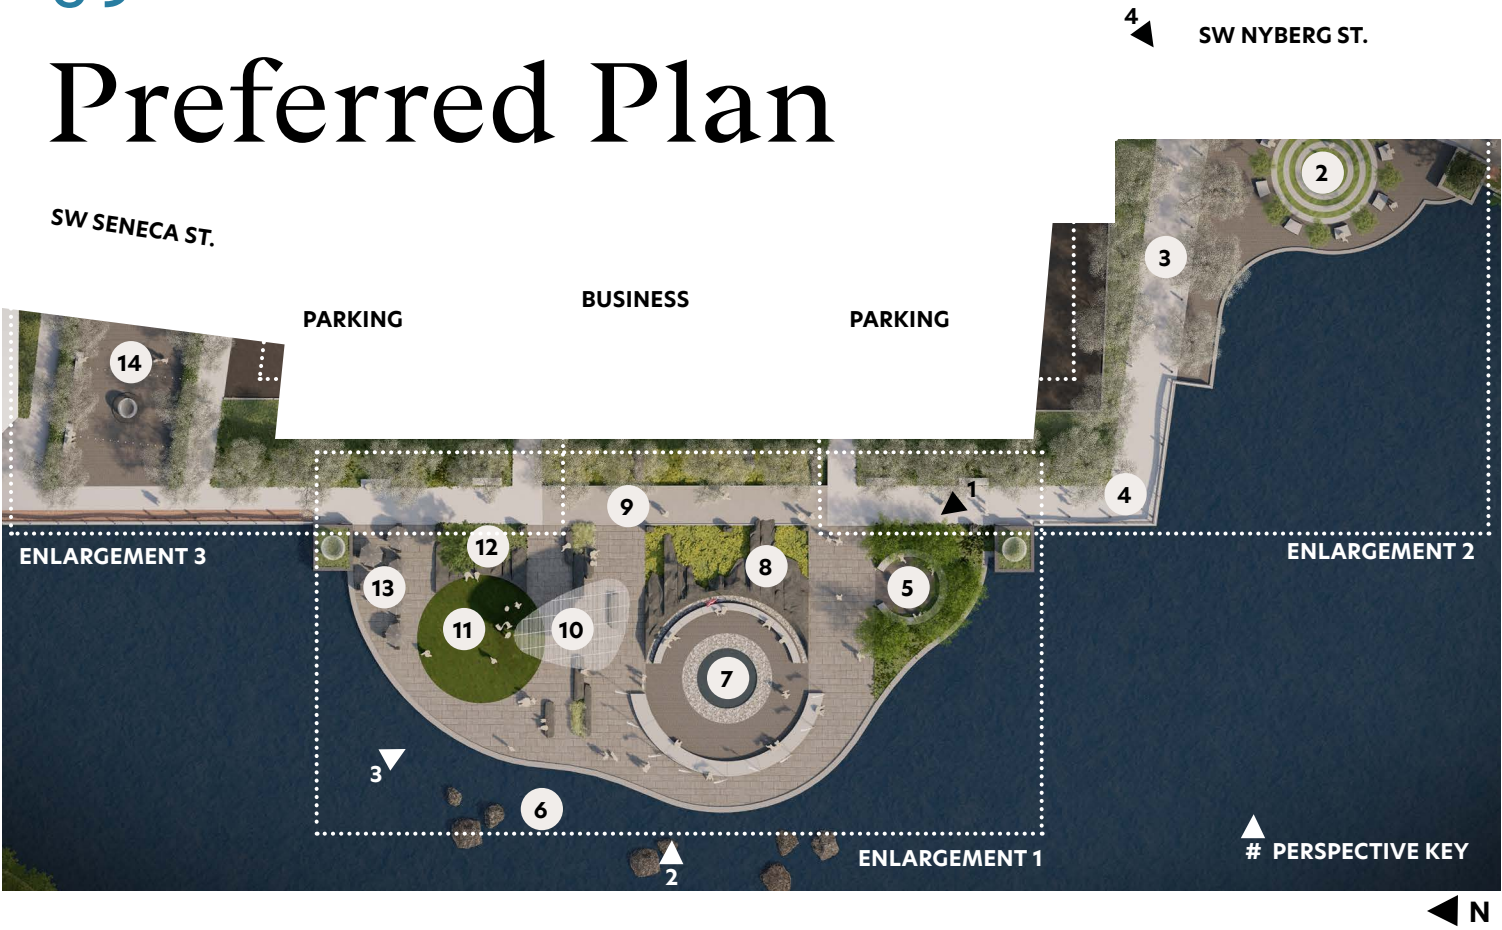 Preferred Plan
4
SW NYBERG ST.
SW SENECA ST.
2
3
PARKING
BUSINESS
PARKING
14
1
4
9
ENLARGEMENT 3
12
ENLARGEMENT 2
13
8
5
11
10
7
3
6
ENLARGEMENT 1
2
# PERSPECTIVE KEY
N